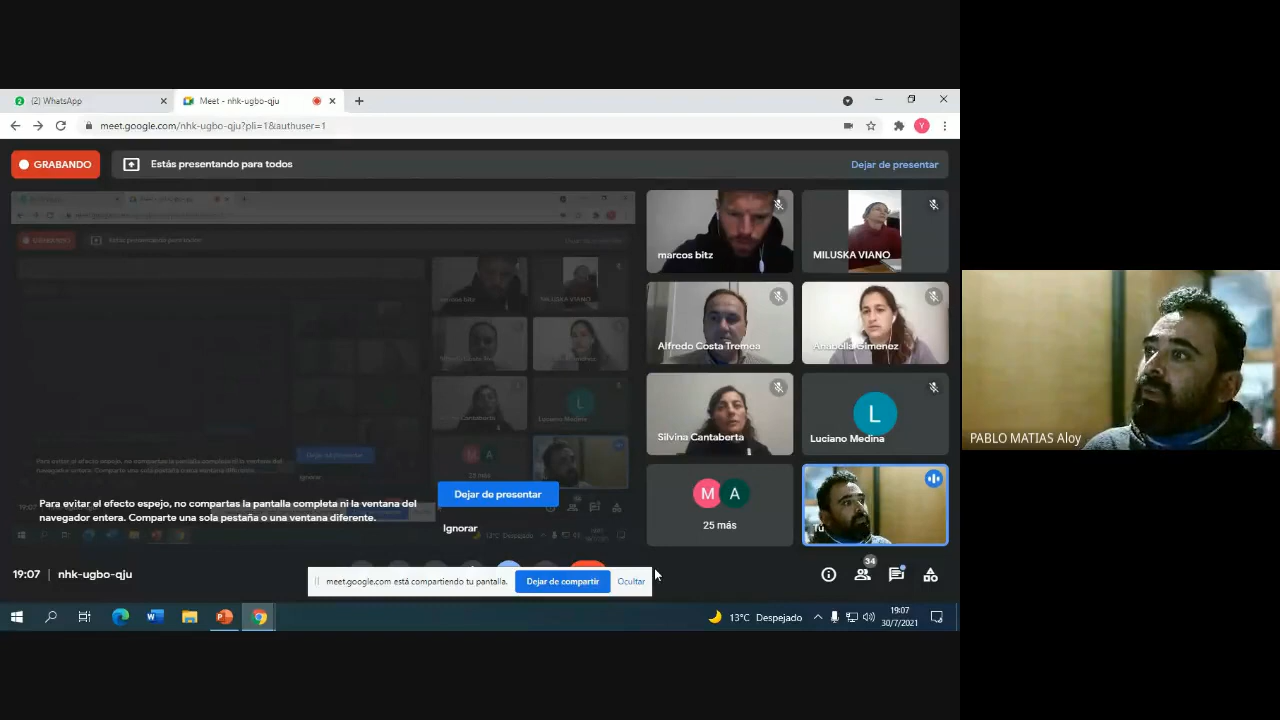 (2) WhatsApp
Meet - nhk-ugbo-qju
meet.google.com/nhk-ugbo-qju?pli=1&authuser=1
Y
GRABANDO
Estás presentando para todos
Dejar de presentar
marcos bitz
MILUSKA VIANO
Alfredo Costa Tremea
Anabella Gimenez
Silvina Cantaberta
L
Luciano Medina
M
A
25 más
Tú
PABLO MATIAS Aloy
Para evitar el efecto espejo, no compartas la pantalla completa ni la ventana del
navegador entera. Comparte una sola pestaña o una ventana diferente.
Dejar de presentar
Ignorar
19:07
nhk-ugbo-qju
meet.google.com está compartiendo tu pantalla.
Dejar de compartir
Ocultar
34
13°C Despejado
19:07
30/7/2021